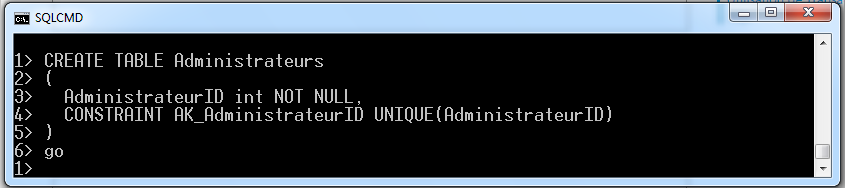 SQLCMD
1> CREATE TABLE Administrateurs
2> (
3>   AdministrateurID int NOT NULL,
4>   CONSTRAINT AK_AdministrateurID UNIQUE(AdministrateurID)
5> )
6> go
1>